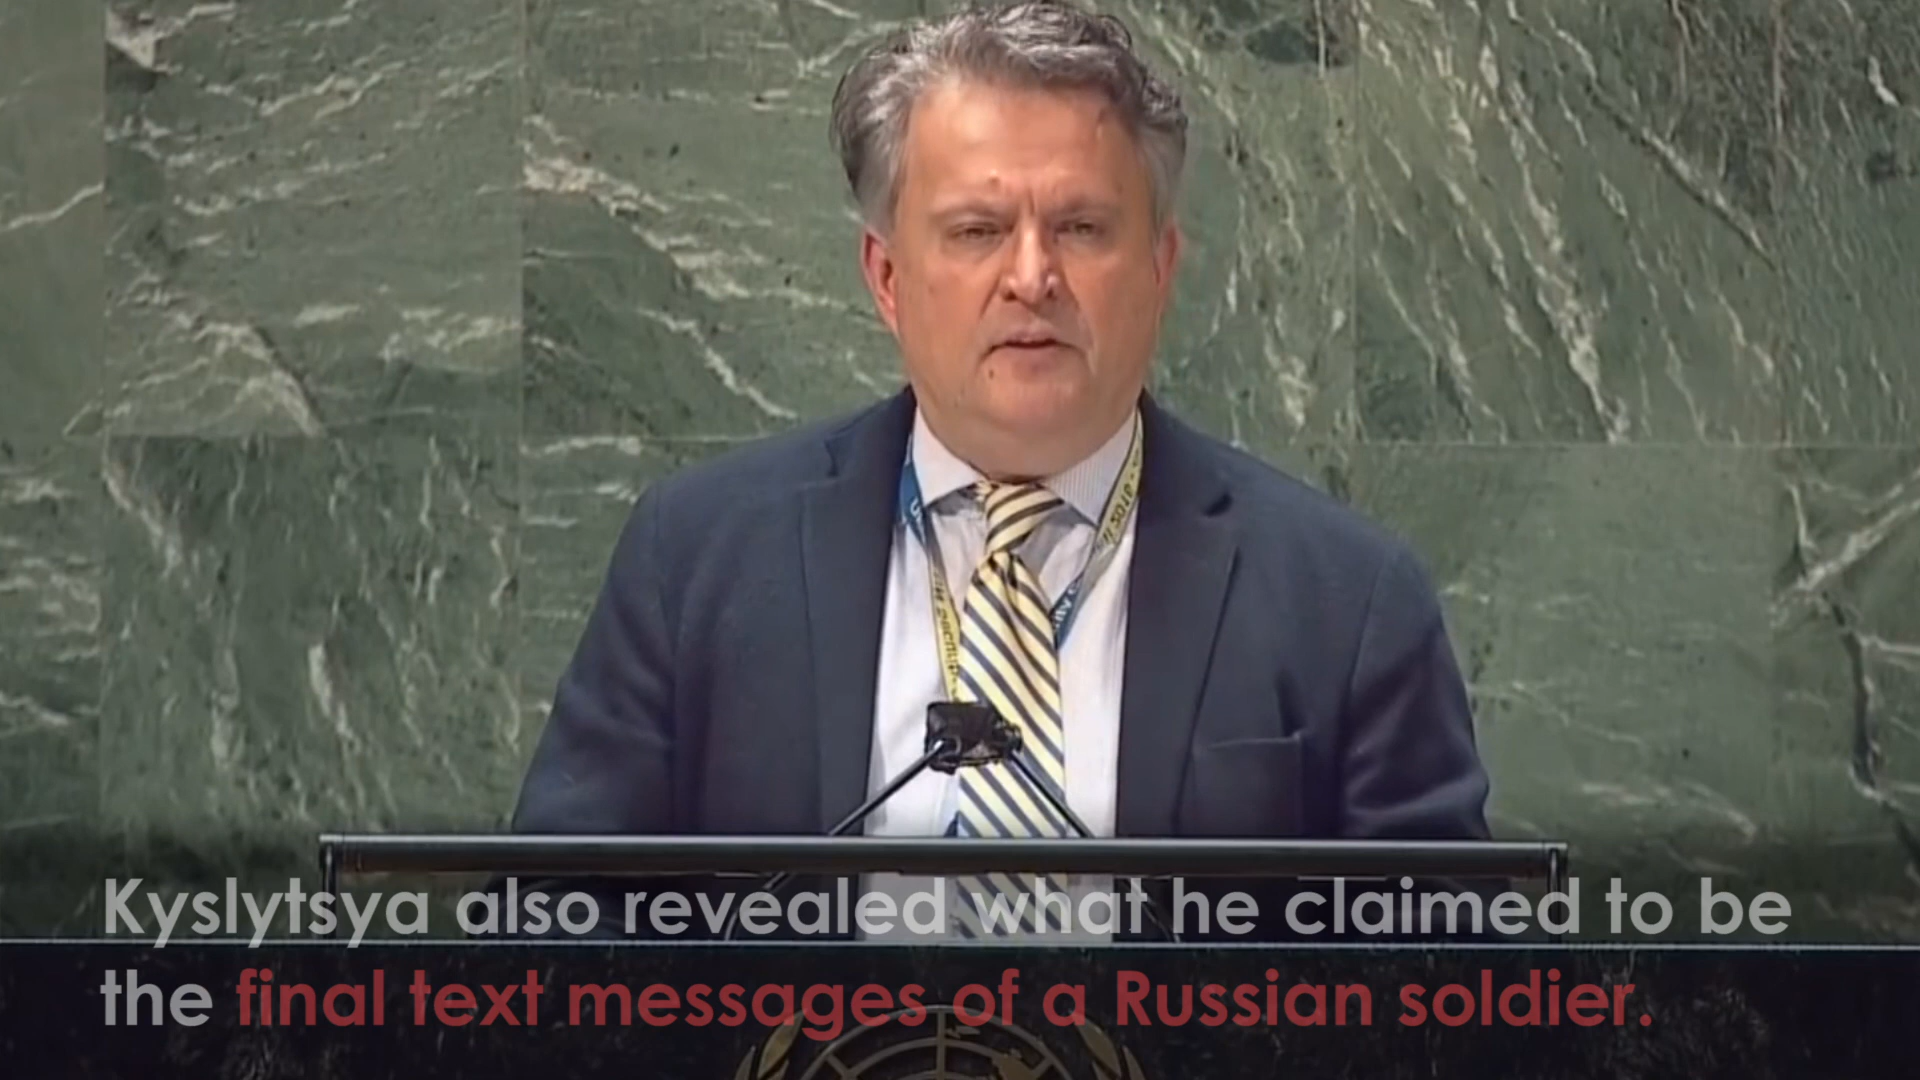 Kyslytsya also revealed what he claimed to be
the final text messages of a Russian soldier.